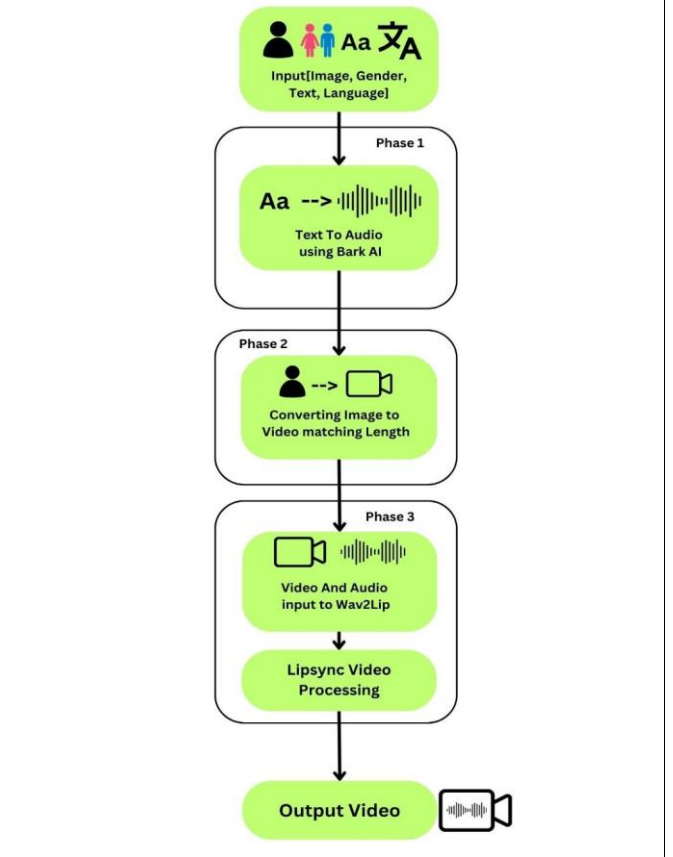 Aa 文A
Input[Image, Gender,
Text, Language]
Phase 1
Aa -->
Text To Audio
using Bark AI
Phase 2
-->
Converting Image to
Video matching Length
Phase 3
Video And Audio
input to Wav2Lip
Lipsync Video
Processing
Output Video